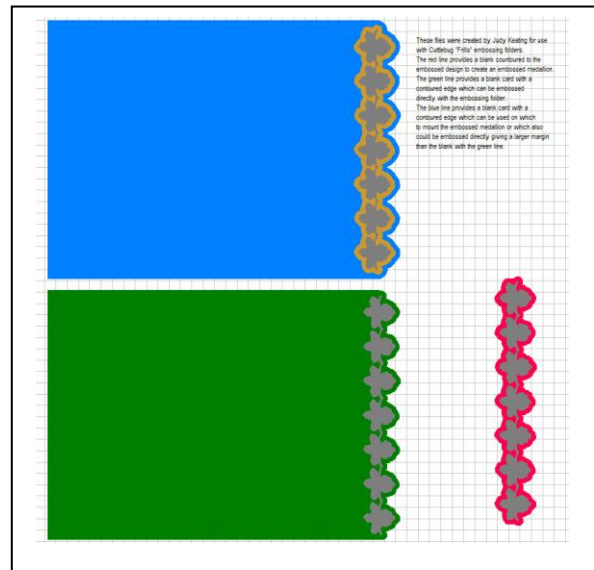 These files were created by Judy Keating for use
with Cuttlebug "Frills" embossing folders.
The red line provides a blank countoured to the
embossed design to create an embossed medallion.
The green line provides a blank card with a
contoured edge which can be embossed
directly with the embossing folder.
The blue line provides a blank card with a
contoured edge which can be used on which
to mount the embossed medallion or which also
could be embossed directly giving a larger margin
than the blank with the green line.